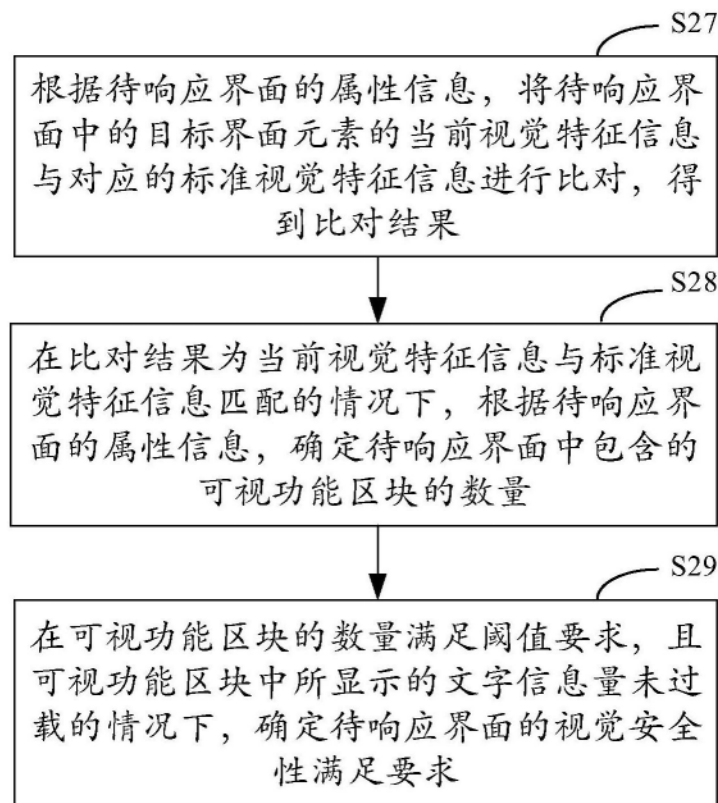 S27
根据待响应界面的属性信息，将待响应界
面中的目标界面元素的当前视觉特征信息
与对应的标准视觉特征信息进行比对，得
到比对结果
S28
在比对结果为当前视觉特征信息与标准视
觉特征信息匹配的情况下，根据待响应界
面的属性信息，确定待响应界面中包含的
可视功能区块的数量
S29
在可视功能区块的数量满足阈值要求，且
可视功能区块中所显示的文字信息量未过
载的情况下，确定待响应界面的视觉安全
性满足要求